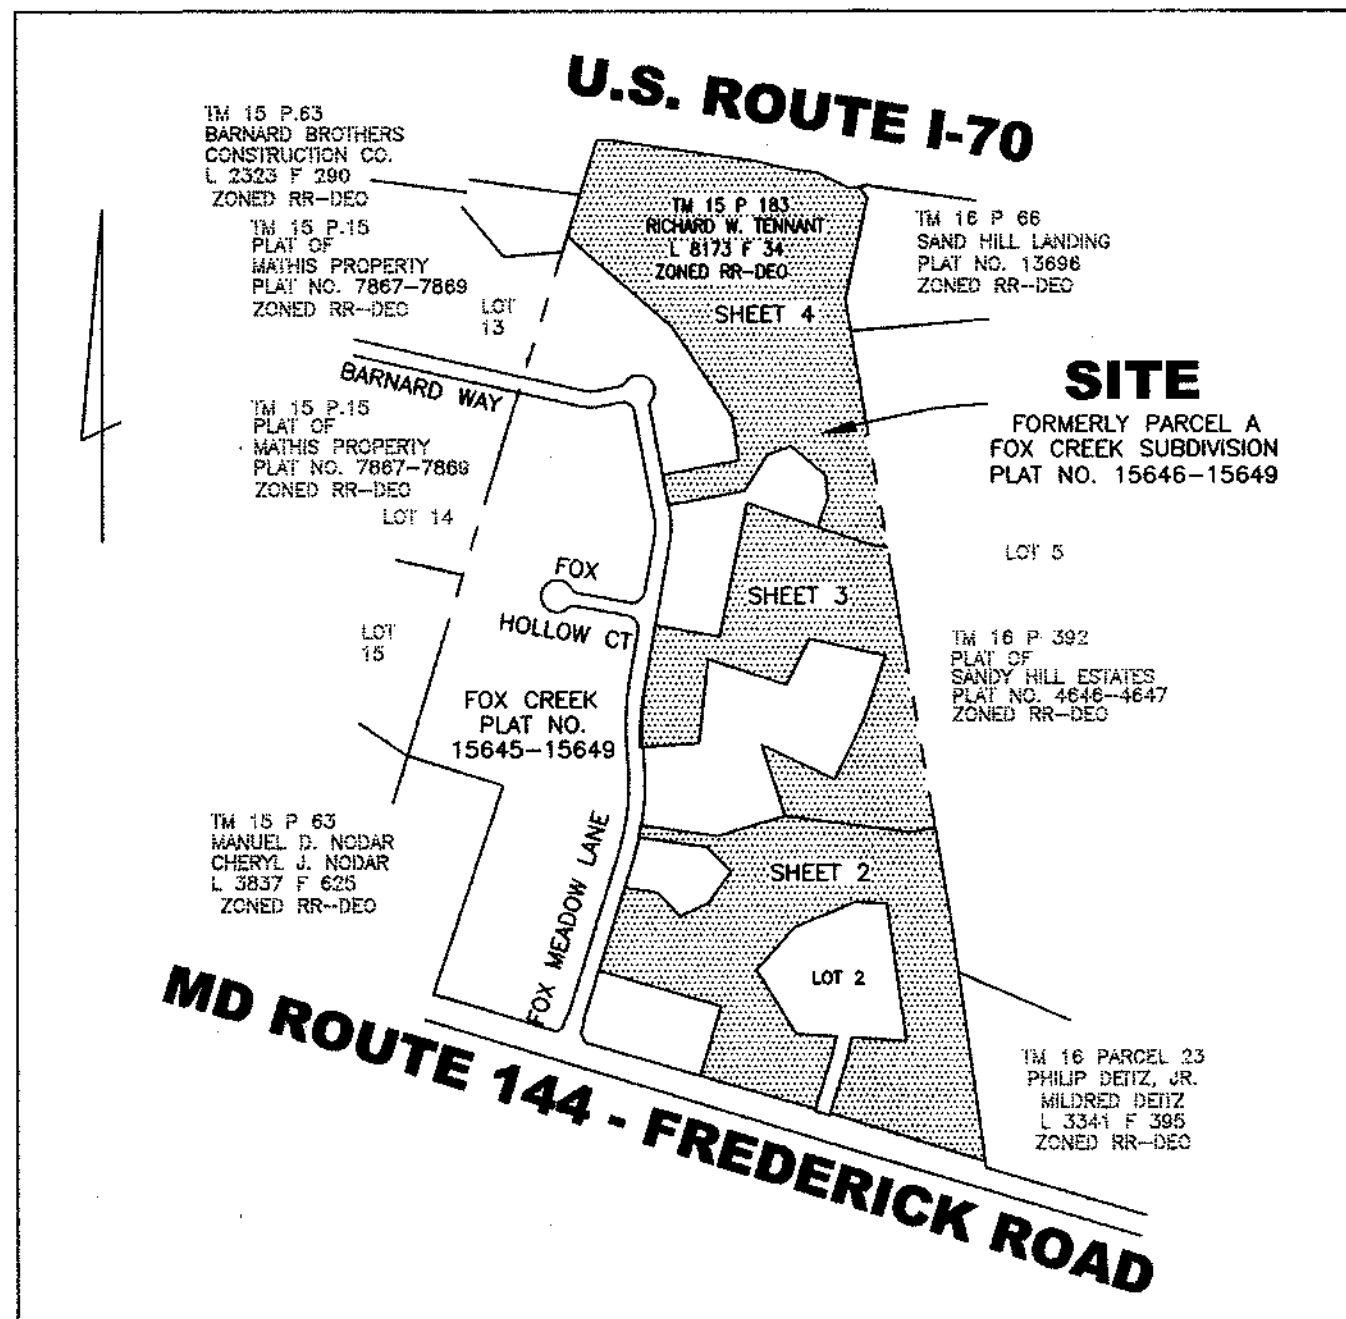 U.S. ROUTE I-70
TM 15 P.63
BARNARD BROTHERS
CONSTRUCTION CO.
L 2323 F 290
ZONED RR-DEO
TM 15 P.15
PLAT OF
MATHIS PROPERTY
PLAT NO. 7867-7869
ZONED RR-DEO
LOT
13
TM 15 P 183
RICHARD W. TENNANT
L 8173 F 34
ZONED RR-DEO
SHEET 4
TM 16 P 66
SAND HILL LANDING
PLAT NO. 13696
ZONED RR-DEO
SITE
FORMERLY PARCEL A
FOX CREEK SUBDIVISION
PLAT NO. 15646-15649
BARNARD WAY
TM 15 P.15
PLAT OF
MATHIS PROPERTY
PLAT NO. 7867-7869
ZONED RR-DEO
LOT 14
LOT 5
FOX
HOLLOW CT
SHEET 3
LOT
15
TM 16 P 392
PLAT OF
SANDY HILL ESTATES
PLAT NO. 4646-4647
ZONED RR-DEO
FOX CREEK
PLAT NO.
15645-15649
TM 15 P 63
MANUEL D. NODAR
CHERYL J. NODAR
L 3837 F 625
ZONED RR-DEO
FOX MEADOW LANE
SHEET 2
LOT 2
TM 16 PARCEL 23
PHILIP DEITZ, JR.
MILDRED DEITZ
L 3341 F 395
ZONED RR-DEO
MD ROUTE 144 - FREDERICK ROAD